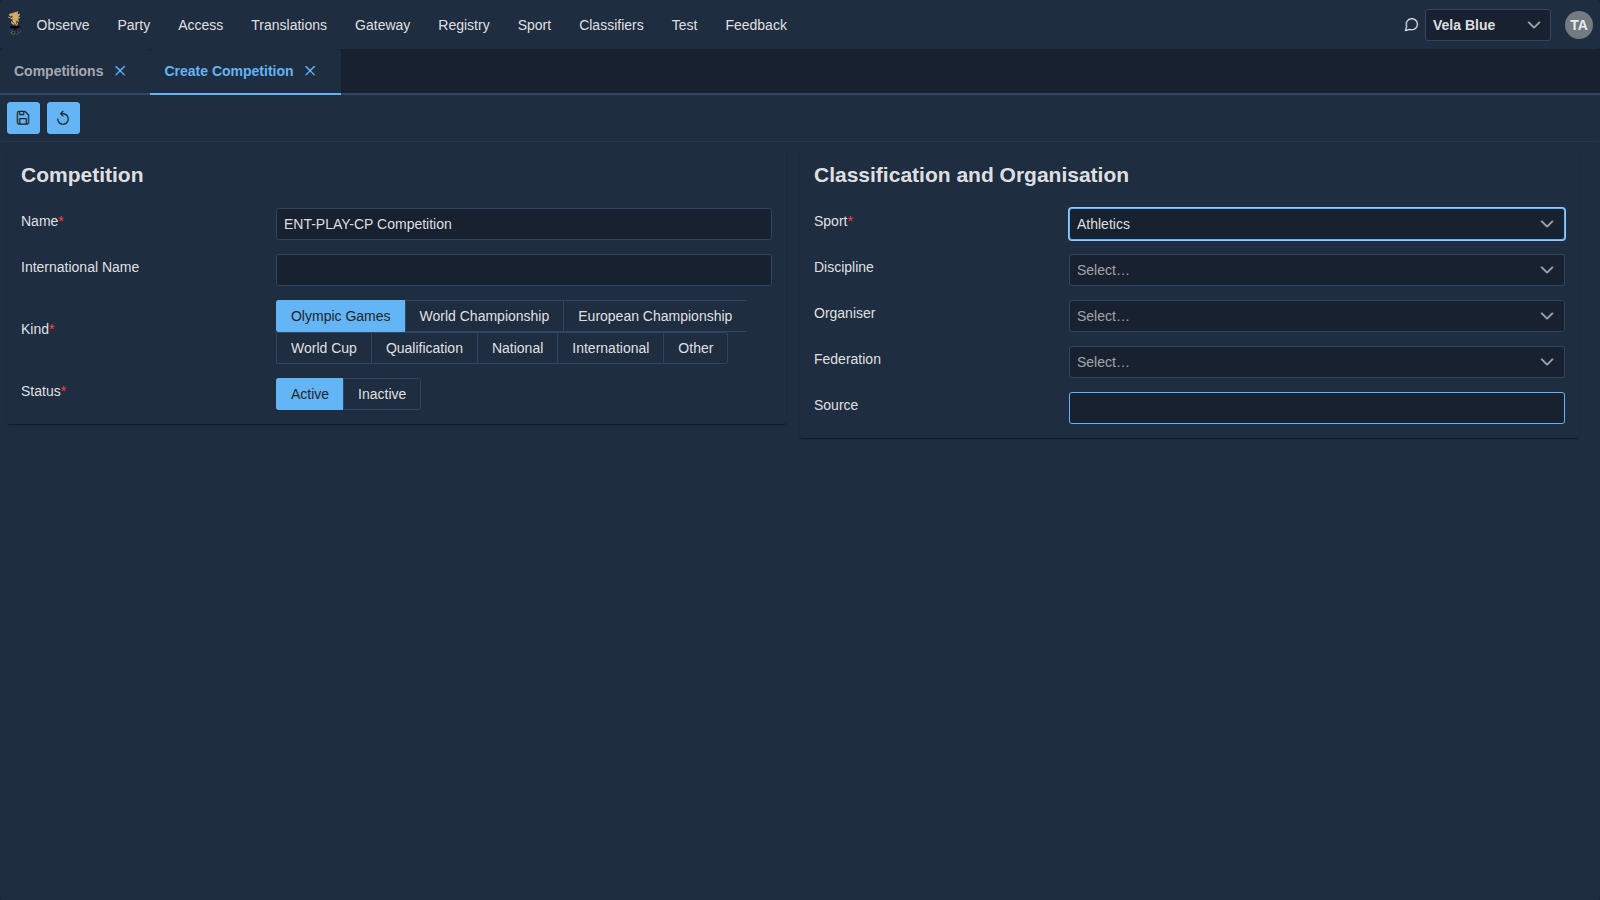 Observe Party Access Translations Gateway Registry Sport Classifiers Test Feedback Vela Blue TA
Competitions Create Competition
Competition
Name* ENT-PLAY-CP Competition
International Name
Kind* Olympic Games World Championship European Championship
World Cup Qualification National International Other
Status* Active Inactive
Classification and Organisation
Sport* Athletics
Discipline Select...
Organiser Select...
Federation Select...
Source